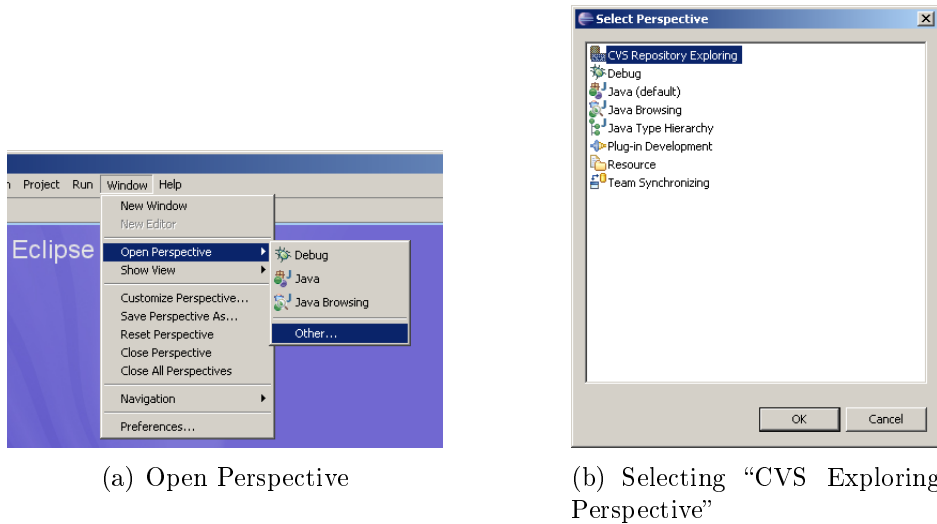 Project Run Window Help
New Window
New Editor
Eclipse
Open Perspective
Show View
Customize Perspective...
Save Perspective As...
Reset Perspective
Close Perspective
Close All Perspectives
Navigation
Preferences...
Debug
Java
Java Browsing
Other...
(a) Open Perspective
Select Perspective
CVS Repository Exploring
Debug
Java (default)
Java Browsing
Java Type Hierarchy
Plug-in Development
Resource
Team Synchronizing
OK Cancel
(b) Selecting “CVS Exploring
Perspective”